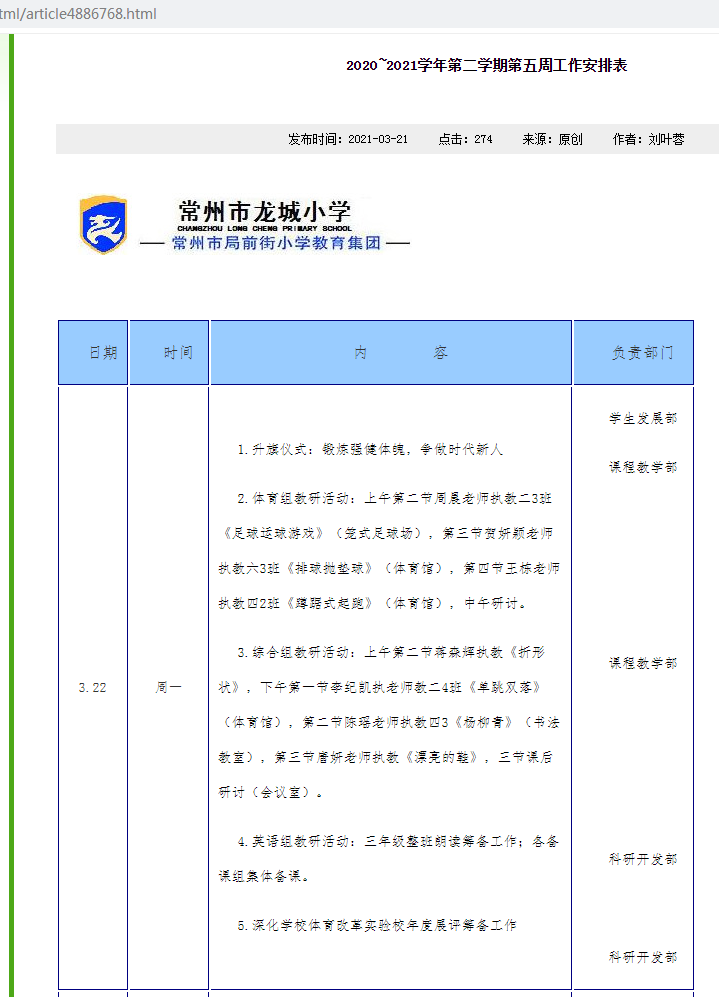 tml/article4886768.html
2020~2021学年第二学期第五周工作安排表
发布时间：2021-03-21 点击：274 来源：原创 作者：刘叶蓉
常州市龙城小学
CHANGZHOU LONG CHENG PRIMARY SCHOOL
常州市局前街小学教育集团
日期 时间 内 容 负责部门
学生发展部
1.升旗仪式：锻炼强健体魄，争做时代新人
课程教学部
2.体育组教研活动：上午第二节周晨老师执教二3班
《足球运球游戏》（笼式足球场），第三节贺妍颖老师
执教六3班《排球抛垫球》（体育馆），第四节王栋老师
执教四2班《蹲踞式起跑》（体育馆），中午研讨。
3.综合组教研活动：上午第二节蒋淼辉执教《折形
课程教学部
3.22 周一 状》，下午第一节李纪凯执老师教二4班《单跳双落》
（体育馆），第二节陈瑶老师执教四3《杨柳青》（书法
教室），第三节唐妍老师执教《漂亮的鞋》，三节课后
研讨（会议室）。
4.英语组教研活动：三年级整班朗读筹备工作；各备
科研开发部
课组集体备课。
5.深化学校体育改革实验校年度展评筹备工作
科研开发部